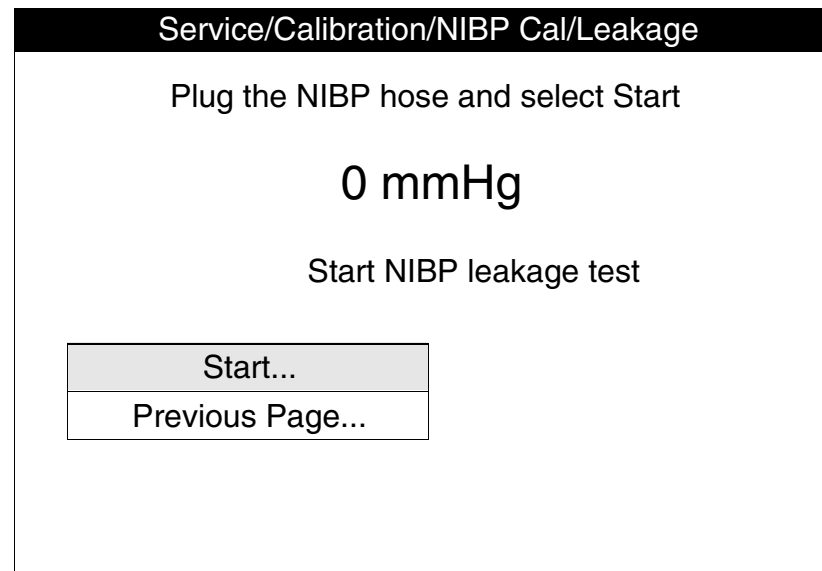 Service/Calibration/NIBP Cal/Leakage
Plug the NIBP hose and select Start
0 mmHg
Start NIBP leakage test
Start...
Previous Page...